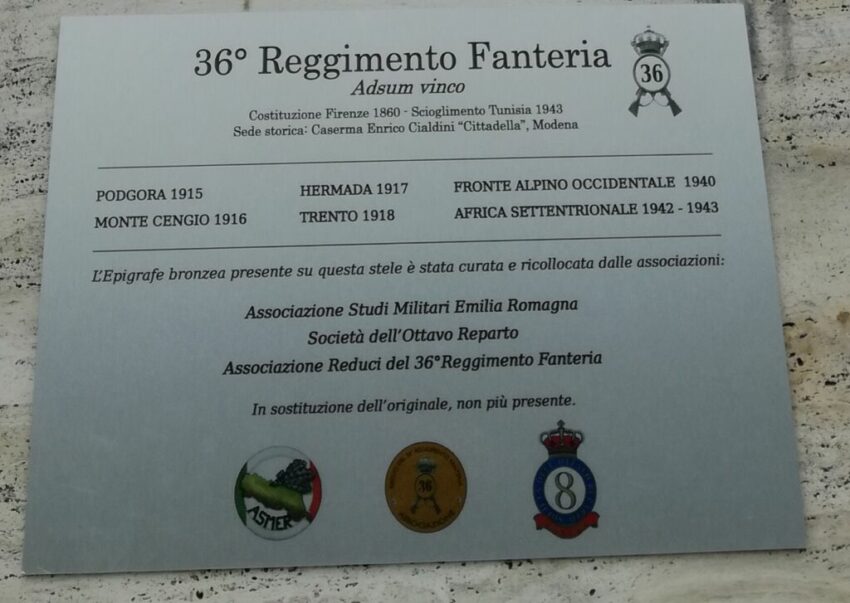 36° Reggimento Fanteria
Adsum vinco
36
Costituzione Firenze 1860 - Scioglimento Tunisia 1943
Sede storica: Caserma Enrico Cialdini "Cittadella", Modena
PODGORA 1915 HERMADA 1917 FRONTE ALPINO OCCIDENTALE 1940
MONTE CENGIO 1916 TRENTO 1918 AFRICA SETTENTRIONALE 1942 - 1943
L'Epigrafe bronzea presente su questa stele è stata curata e ricollocata dalle associazioni:
Associazione Studi Militari Emilia Romagna
Società dell'Ottavo Reparto
Associazione Reduci del 36°Reggimento Fanteria
In sostituzione dell'originale, non più presente.
ASMER
36
ASSOCIAZIONE
8